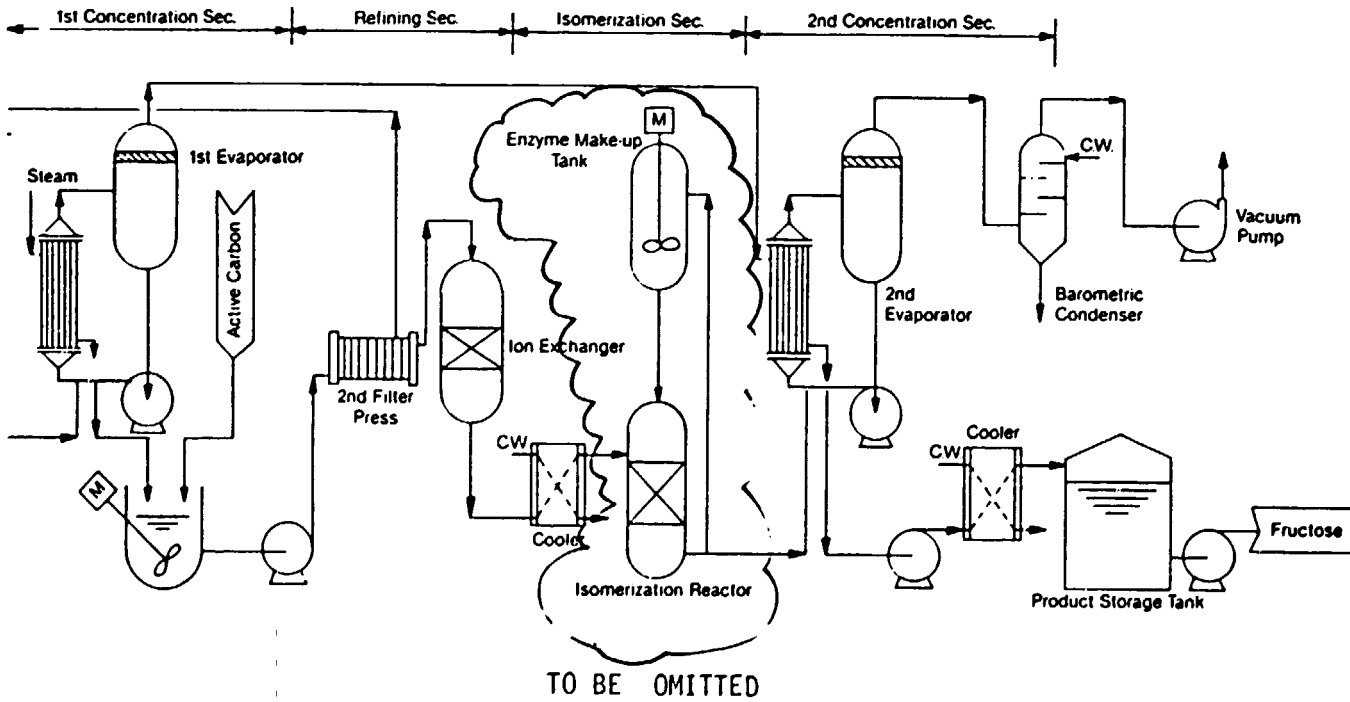 1st Concentration Sec.
Refining Sec.
Isomerization Sec.
2nd Concentration Sec.
1st Evaporator
Steam
Active Carbon
M
Enzyme Make-up
Tank
M
C.W.
Vacuum
Pump
2nd
Evaporator
Barometric
Condenser
Ion Exchanger
2nd Filter
Press
C.W.
Cooler
Isomerization Reactor
C.W.
Cooler
Product Storage Tank
Fructose
TO BE OMITTED